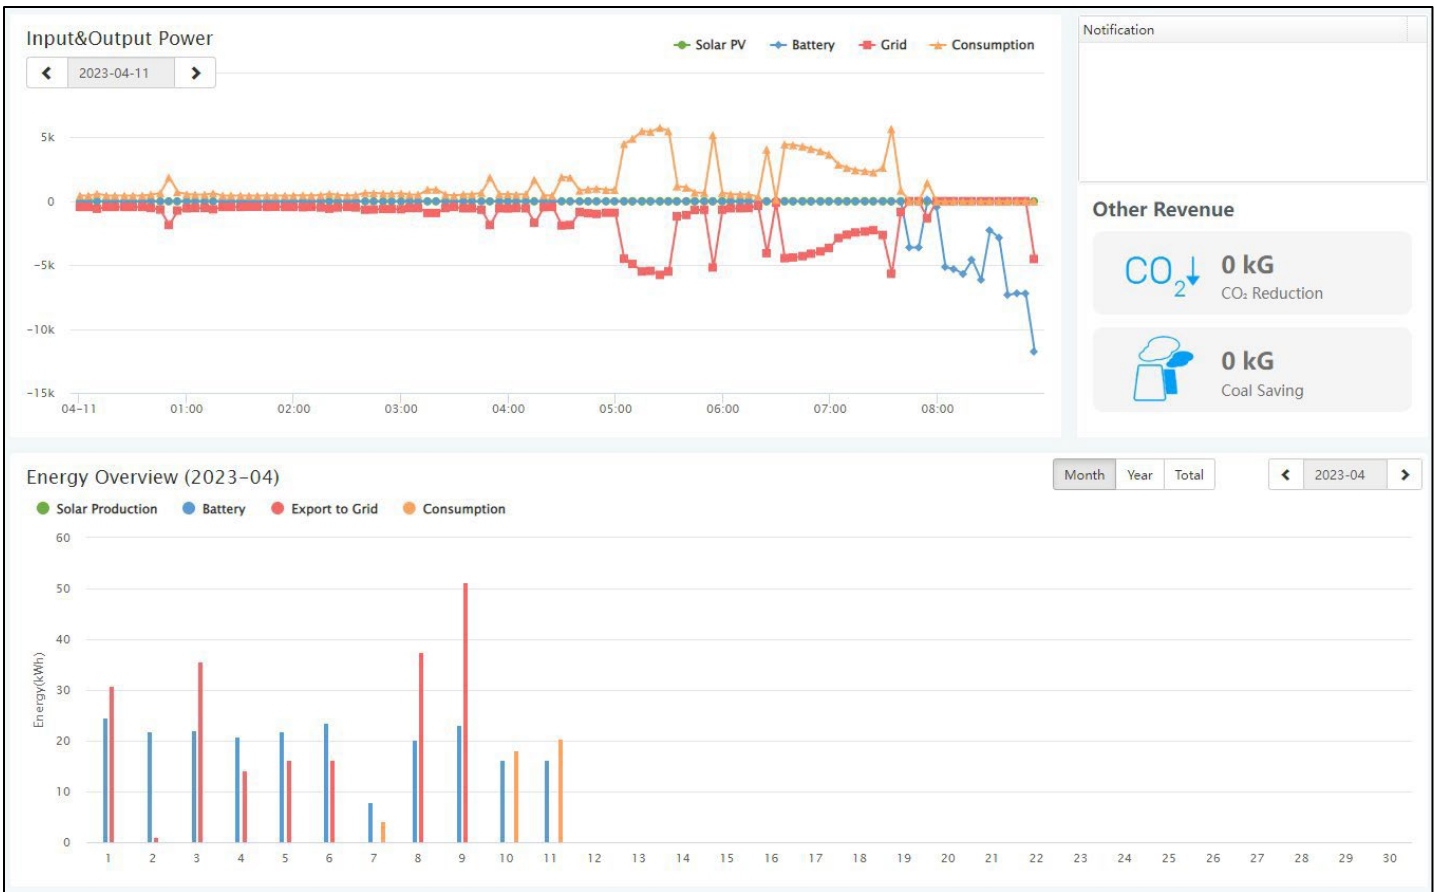 Input&Output Power
2023-04-11
Solar PV Battery Grid Consumption
5k
0
-5k
-10k
-15k
04-11 01:00 02:00 03:00 04:00 05:00 06:00 07:00 08:00
Notification
Other Revenue
CO2
0 kG
CO₂ Reduction
0 kG
Coal Saving
Energy Overview (2023-04)
Month Year Total
2023-04
Solar Production Battery Export to Grid Consumption
Energy(kWh)
60
50
40
30
20
10
0
1 2 3 4 5 6 7 8 9 10 11 12 13 14 15 16 17 18 19 20 21 22 23 24 25 26 27 28 29 30